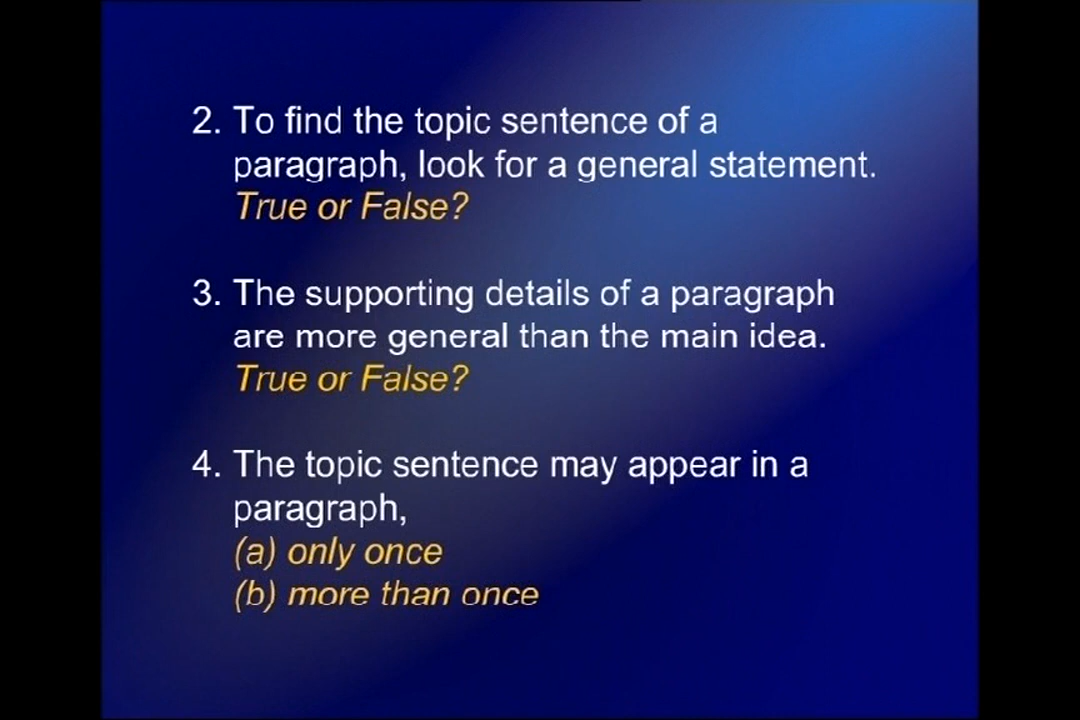 2. To find the topic sentence of a
paragraph, look for a general statement.
True or False?
3. The supporting details of a paragraph
are more general than the main idea.
True or False?
4. The topic sentence may appear in a
paragraph,
(a) only once
(b) more than once